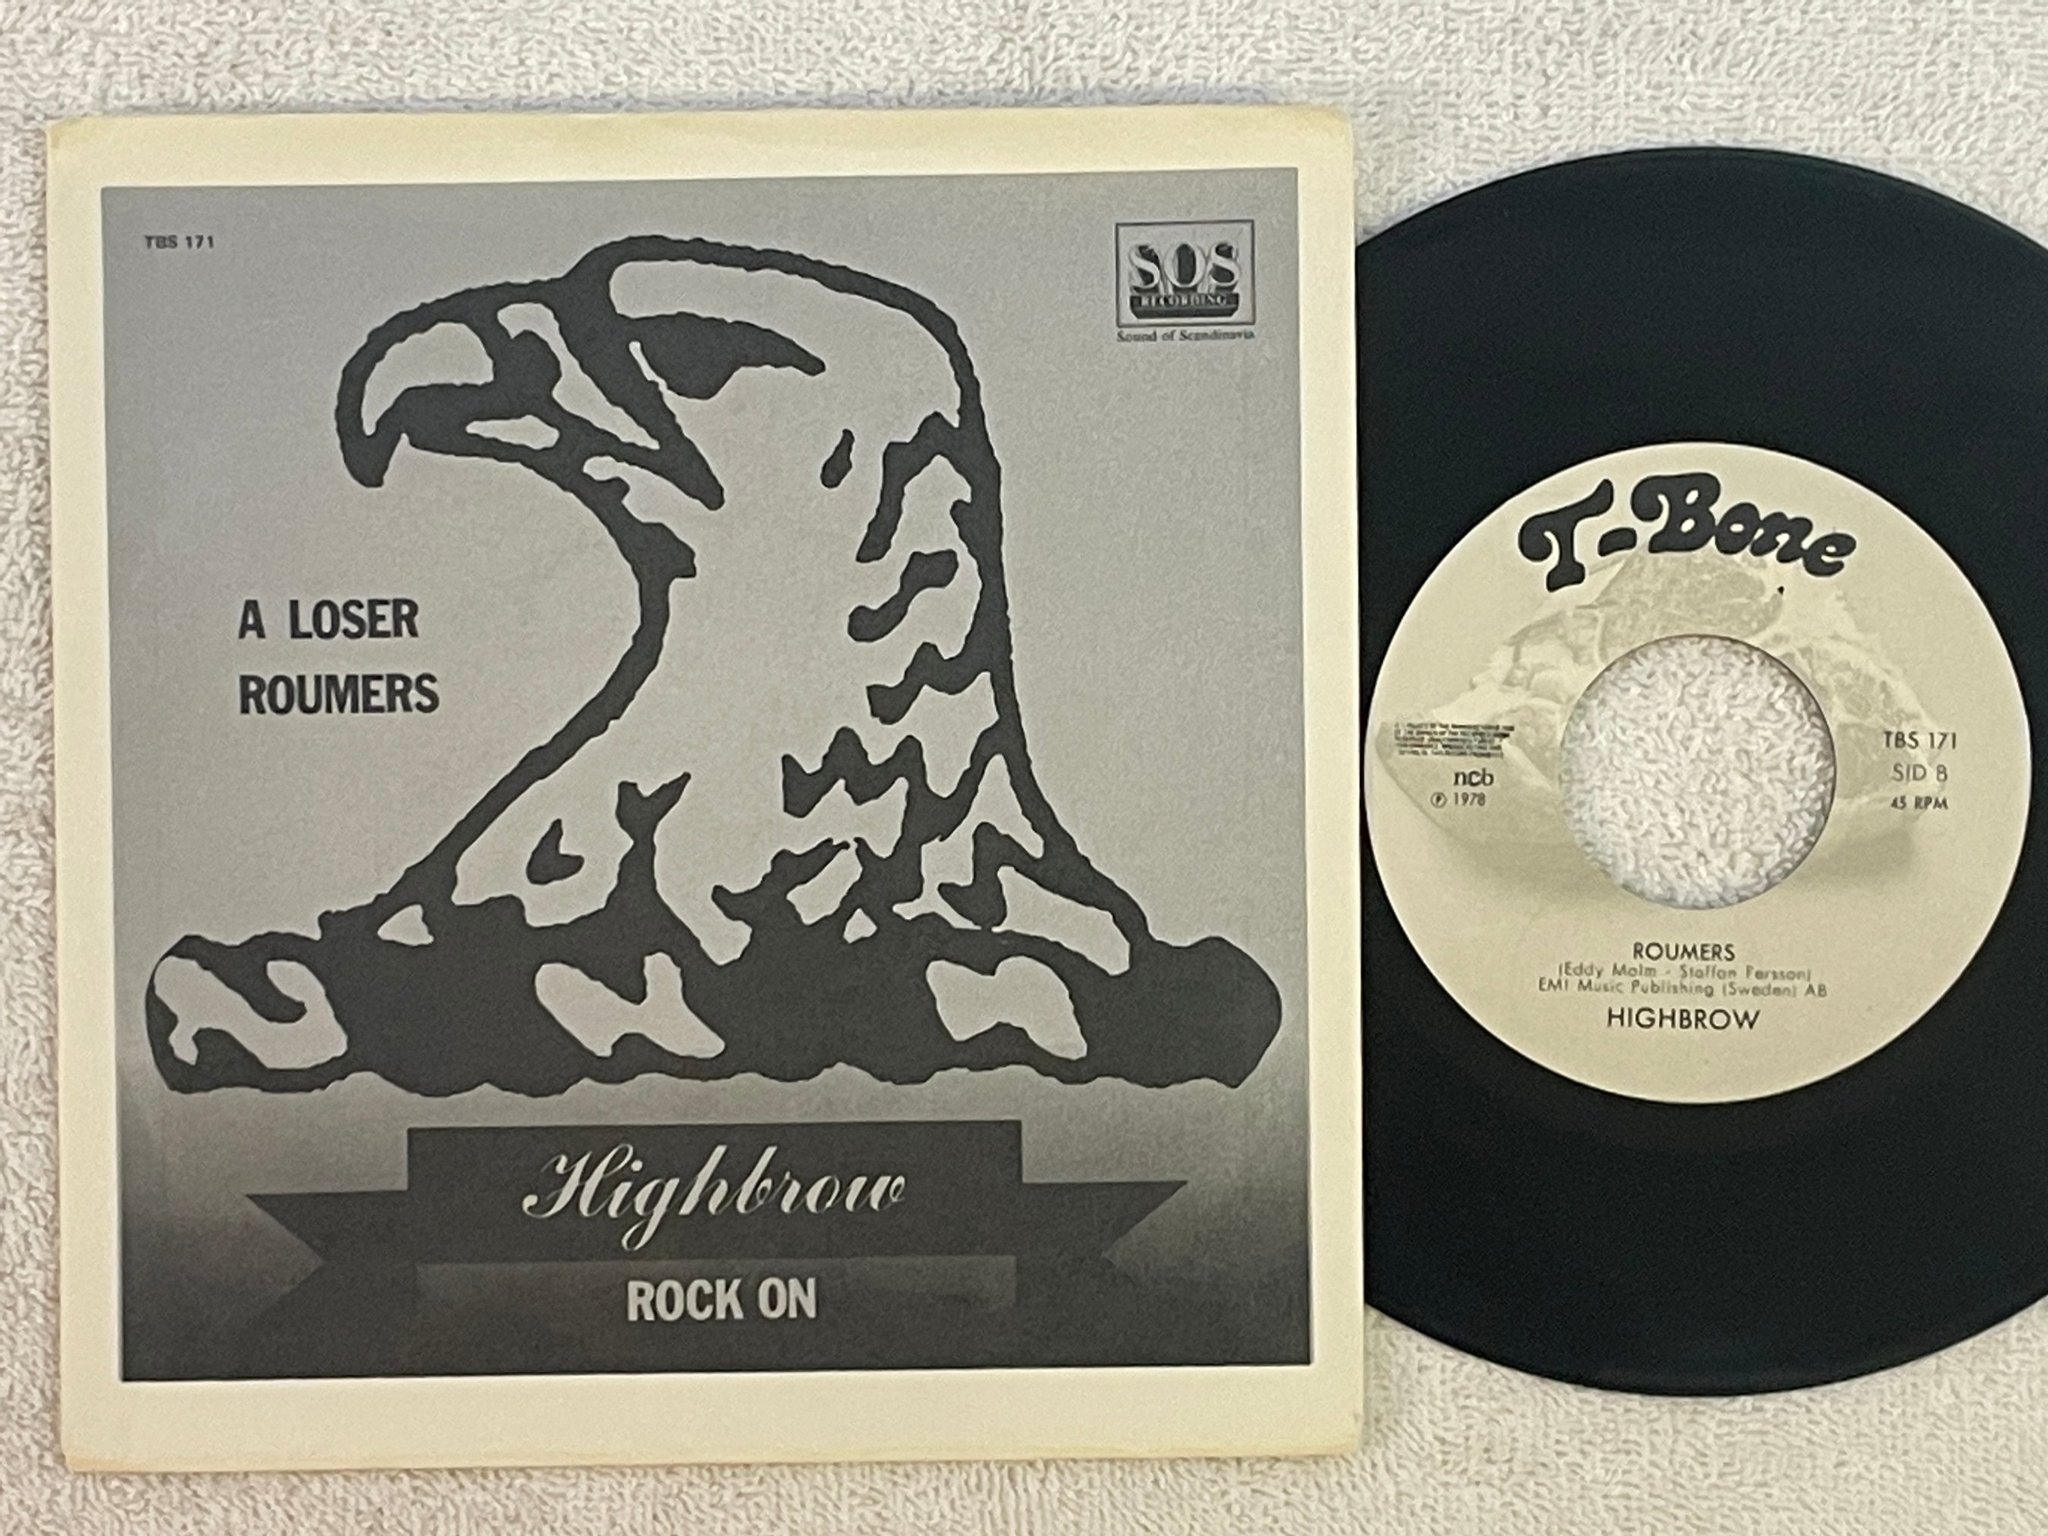 TBS 171
SOS
RECORDING
Sound of Scandinavia
A LOSER
ROUMERS
Highbrow
ROCK ON
T-Bone
ncb
℗ 1978
TBS 171
SID B
45 RPM
ROUMERS
(Eddy Malm - Staffan Persson)
EMI Music Publishing (Sweden) AB
HIGHBROW